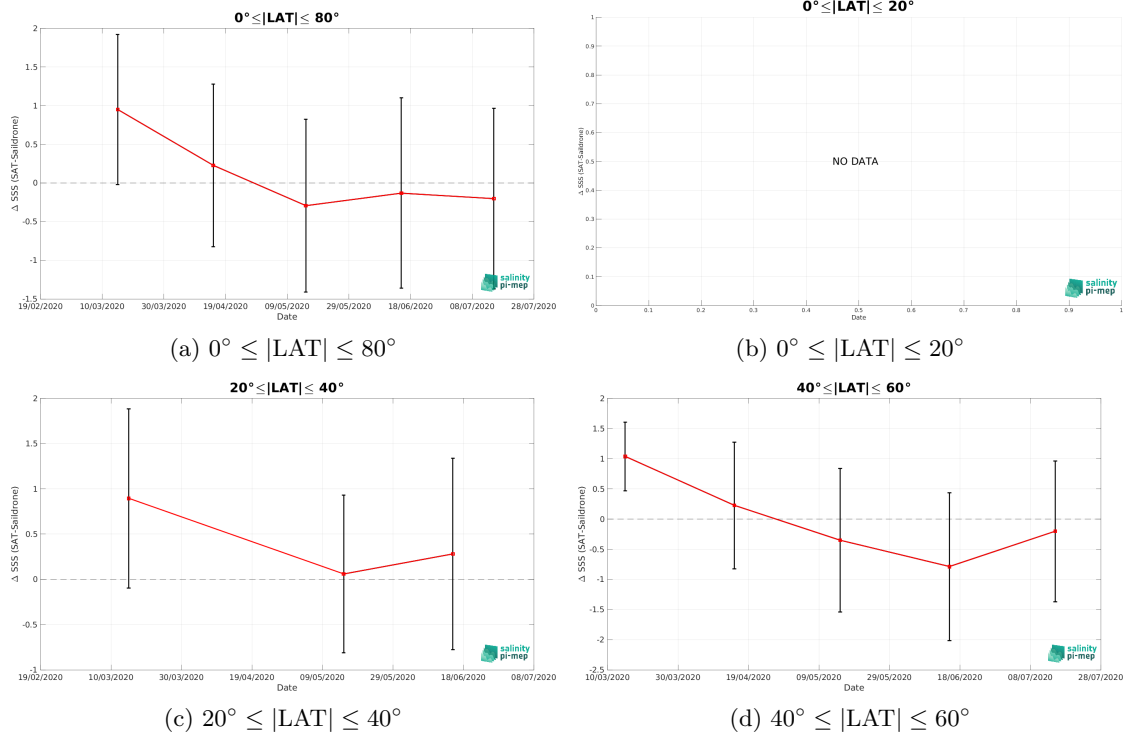 0°≤|LAT|≤ 80°
2
1.5
1
0.5
0
-0.5
-1
-1.5
Δ SSS (SAT-Saildrone)
19/02/2020 10/03/2020 30/03/2020 19/04/2020 09/05/2020 29/05/2020 18/06/2020 08/07/2020 28/07/2020
Date
salinity
pi-mep
(a) 0° ≤ |LAT| ≤ 80°
0°≤|LAT|≤ 20°
1
0.9
0.8
0.7
0.6
0.5
0.4
0.3
0.2
0.1
0
Δ SSS (SAT-Saildrone)
NO DATA
0 0.1 0.2 0.3 0.4 0.5 0.6 0.7 0.8 0.9 1
Date
salinity
pi-mep
(b) 0° ≤ |LAT| ≤ 20°
20°≤|LAT|≤ 40°
2
1.5
1
0.5
0
-0.5
-1
Δ SSS (SAT-Saildrone)
19/02/2020 10/03/2020 30/03/2020 19/04/2020 09/05/2020 29/05/2020 18/06/2020 08/07/2020
Date
salinity
pi-mep
(c) 20° ≤ |LAT| ≤ 40°
40°≤|LAT|≤ 60°
2
1.5
1
0.5
0
-0.5
-1
-1.5
-2
-2.5
Δ SSS (SAT-Saildrone)
10/03/2020 30/03/2020 19/04/2020 09/05/2020 29/05/2020 18/06/2020 08/07/2020 28/07/2020
Date
salinity
pi-mep
(d) 40° ≤ |LAT| ≤ 60°